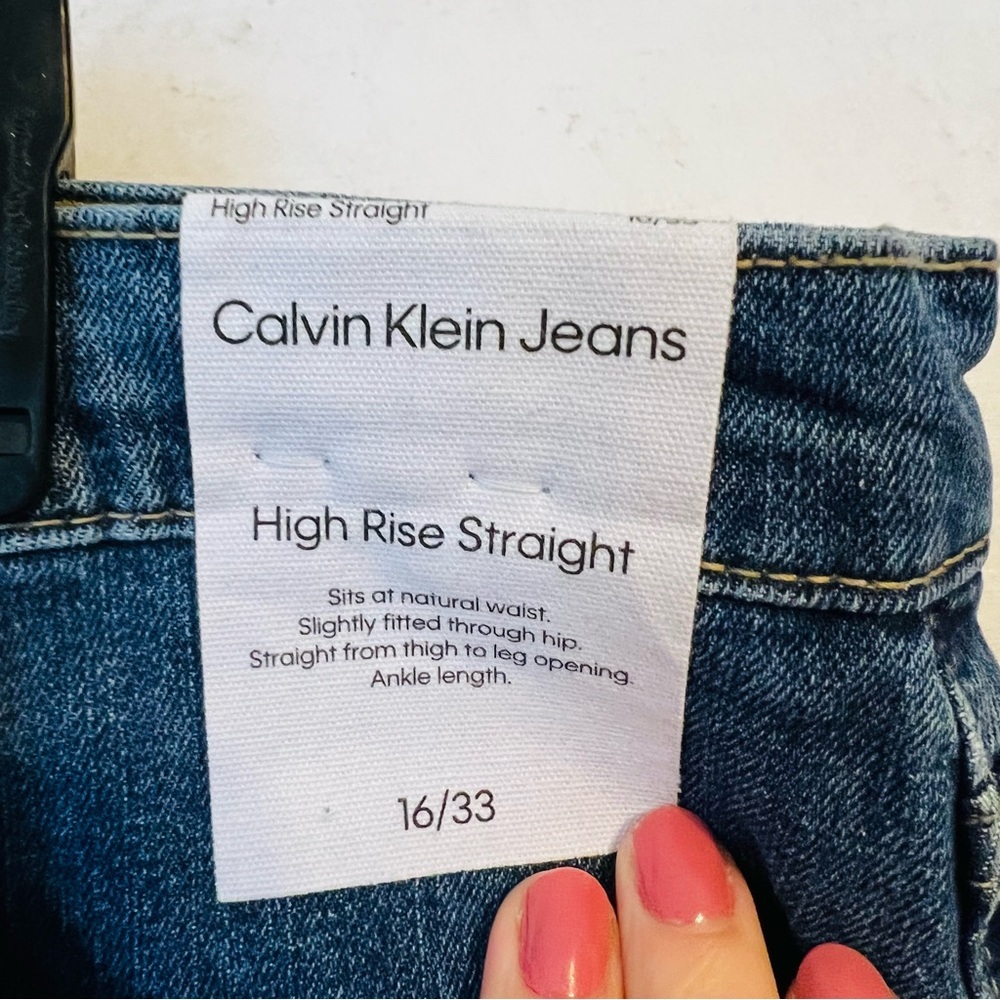 High Rise Straight
Calvin Klein Jeans
High Rise Straight
Sits at natural waist.
Slightly fitted through hip.
Straight from thigh to leg opening.
Ankle length.
16/33